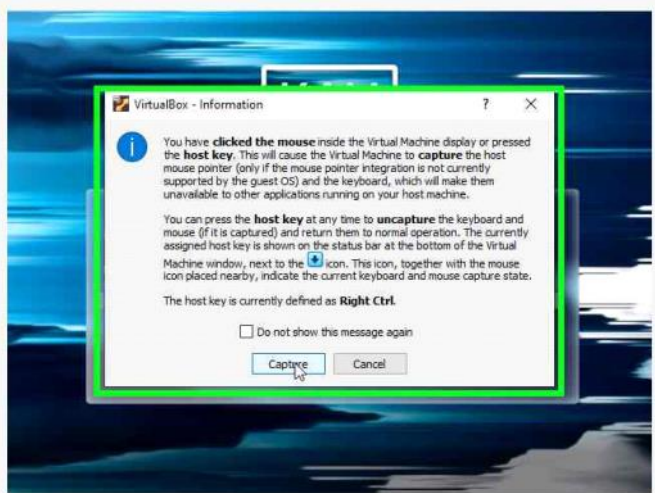 VirtualBox - Information
You have clicked the mouse inside the Virtual Machine display or pressed
the host key. This will cause the Virtual Machine to capture the host
mouse pointer (only if the mouse pointer integration is not currently
supported by the guest OS) and the keyboard, which will make them
unavailable to other applications running on your host machine.
You can press the host key at any time to uncapture the keyboard and
mouse (if it is captured) and return them to normal operation. The currently
assigned host key is shown on the status bar at the bottom of the Virtual
Machine window, next to the icon. This icon, together with the mouse
icon placed nearby, indicate the current keyboard and mouse capture state.
The host key is currently defined as Right Ctrl.
Do not show this message again
Capture Cancel